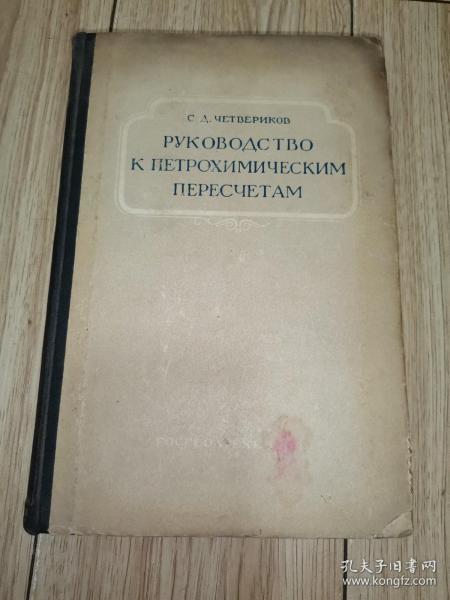 С. Д. ЧЕТВЕРИКОВ
РУКОВОДСТВО
К ПЕТРОХИМИЧЕСКИМ
ПЕРЕСЧЕТАМ
孔夫子旧书网
www.kongfz.com